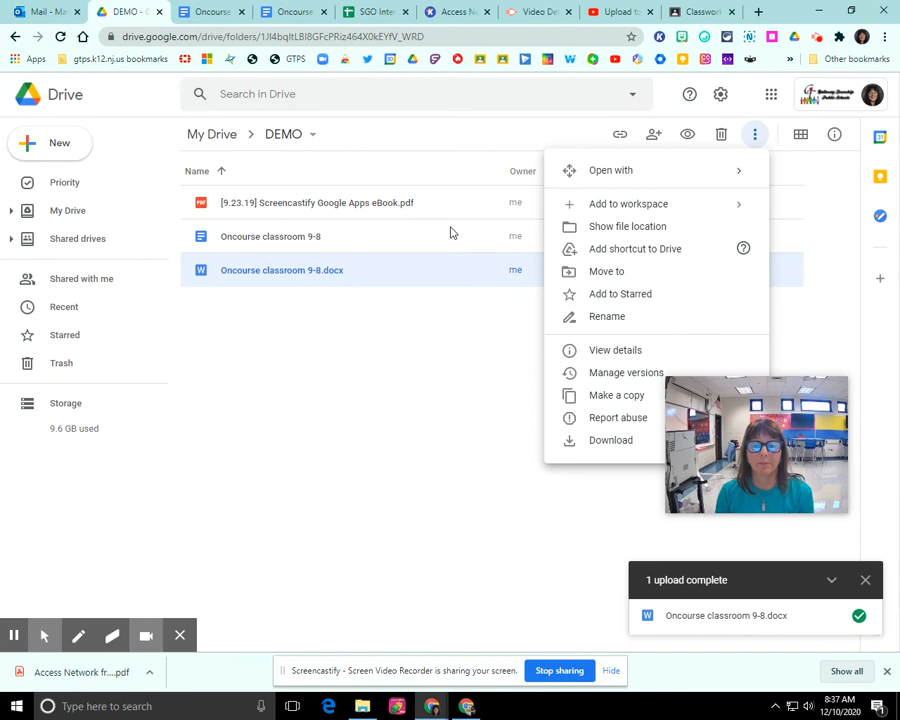 Mail -
DEMO - G
Oncourse
Oncourse
SGO Inter
Access Ne
Video De
Upload to
Classwork
drive.google.com/drive/folders/1Jl4bqltLBl8GFcPRiz464X0kEYfV_WRD
Apps
gtps.k12.nj.us bookmarks
GTPS
»
Other bookmarks
Drive
Search in Drive
New
My Drive > DEMO
Name
Owner
Priority
My Drive
Shared drives
Shared with me
Recent
Starred
Trash
Storage
9.6 GB used
[9.23.19] Screencastify Google Apps eBook.pdf
me
Oncourse classroom 9-8
me
Oncourse classroom 9-8.docx
me
Open with
Add to workspace
Show file location
Add shortcut to Drive
Move to
Add to Starred
Rename
View details
Manage versions
Make a copy
Report abuse
Download
1 upload complete
Oncourse classroom 9-8.docx
Access Network fr....pdf
Screencastify - Screen Video Recorder is sharing your screen.
Stop sharing
Hide
Show all
Type here to search
8:37 AM
12/10/2020